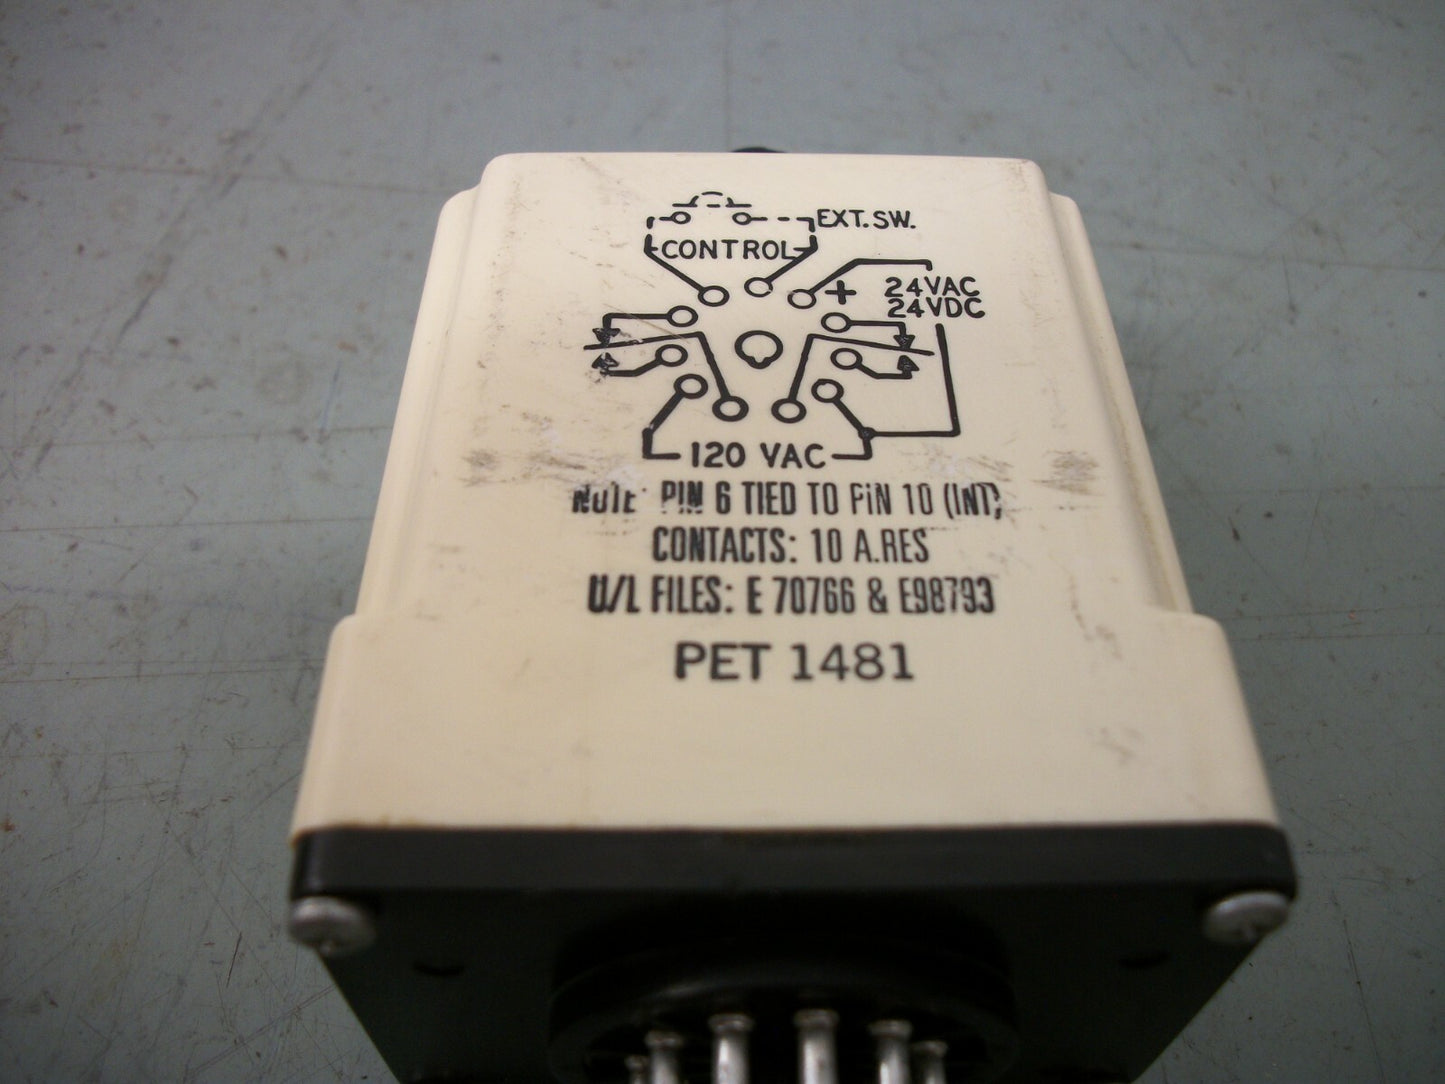 EXT. SW.
CONTROL
+ 24VAC
24VDC
120 VAC
NOTE: PIN 6 TIED TO PIN 10 (INT)
CONTACTS: 10 A.RES
U/L FILES: E 70766 & E98793
PET 1481